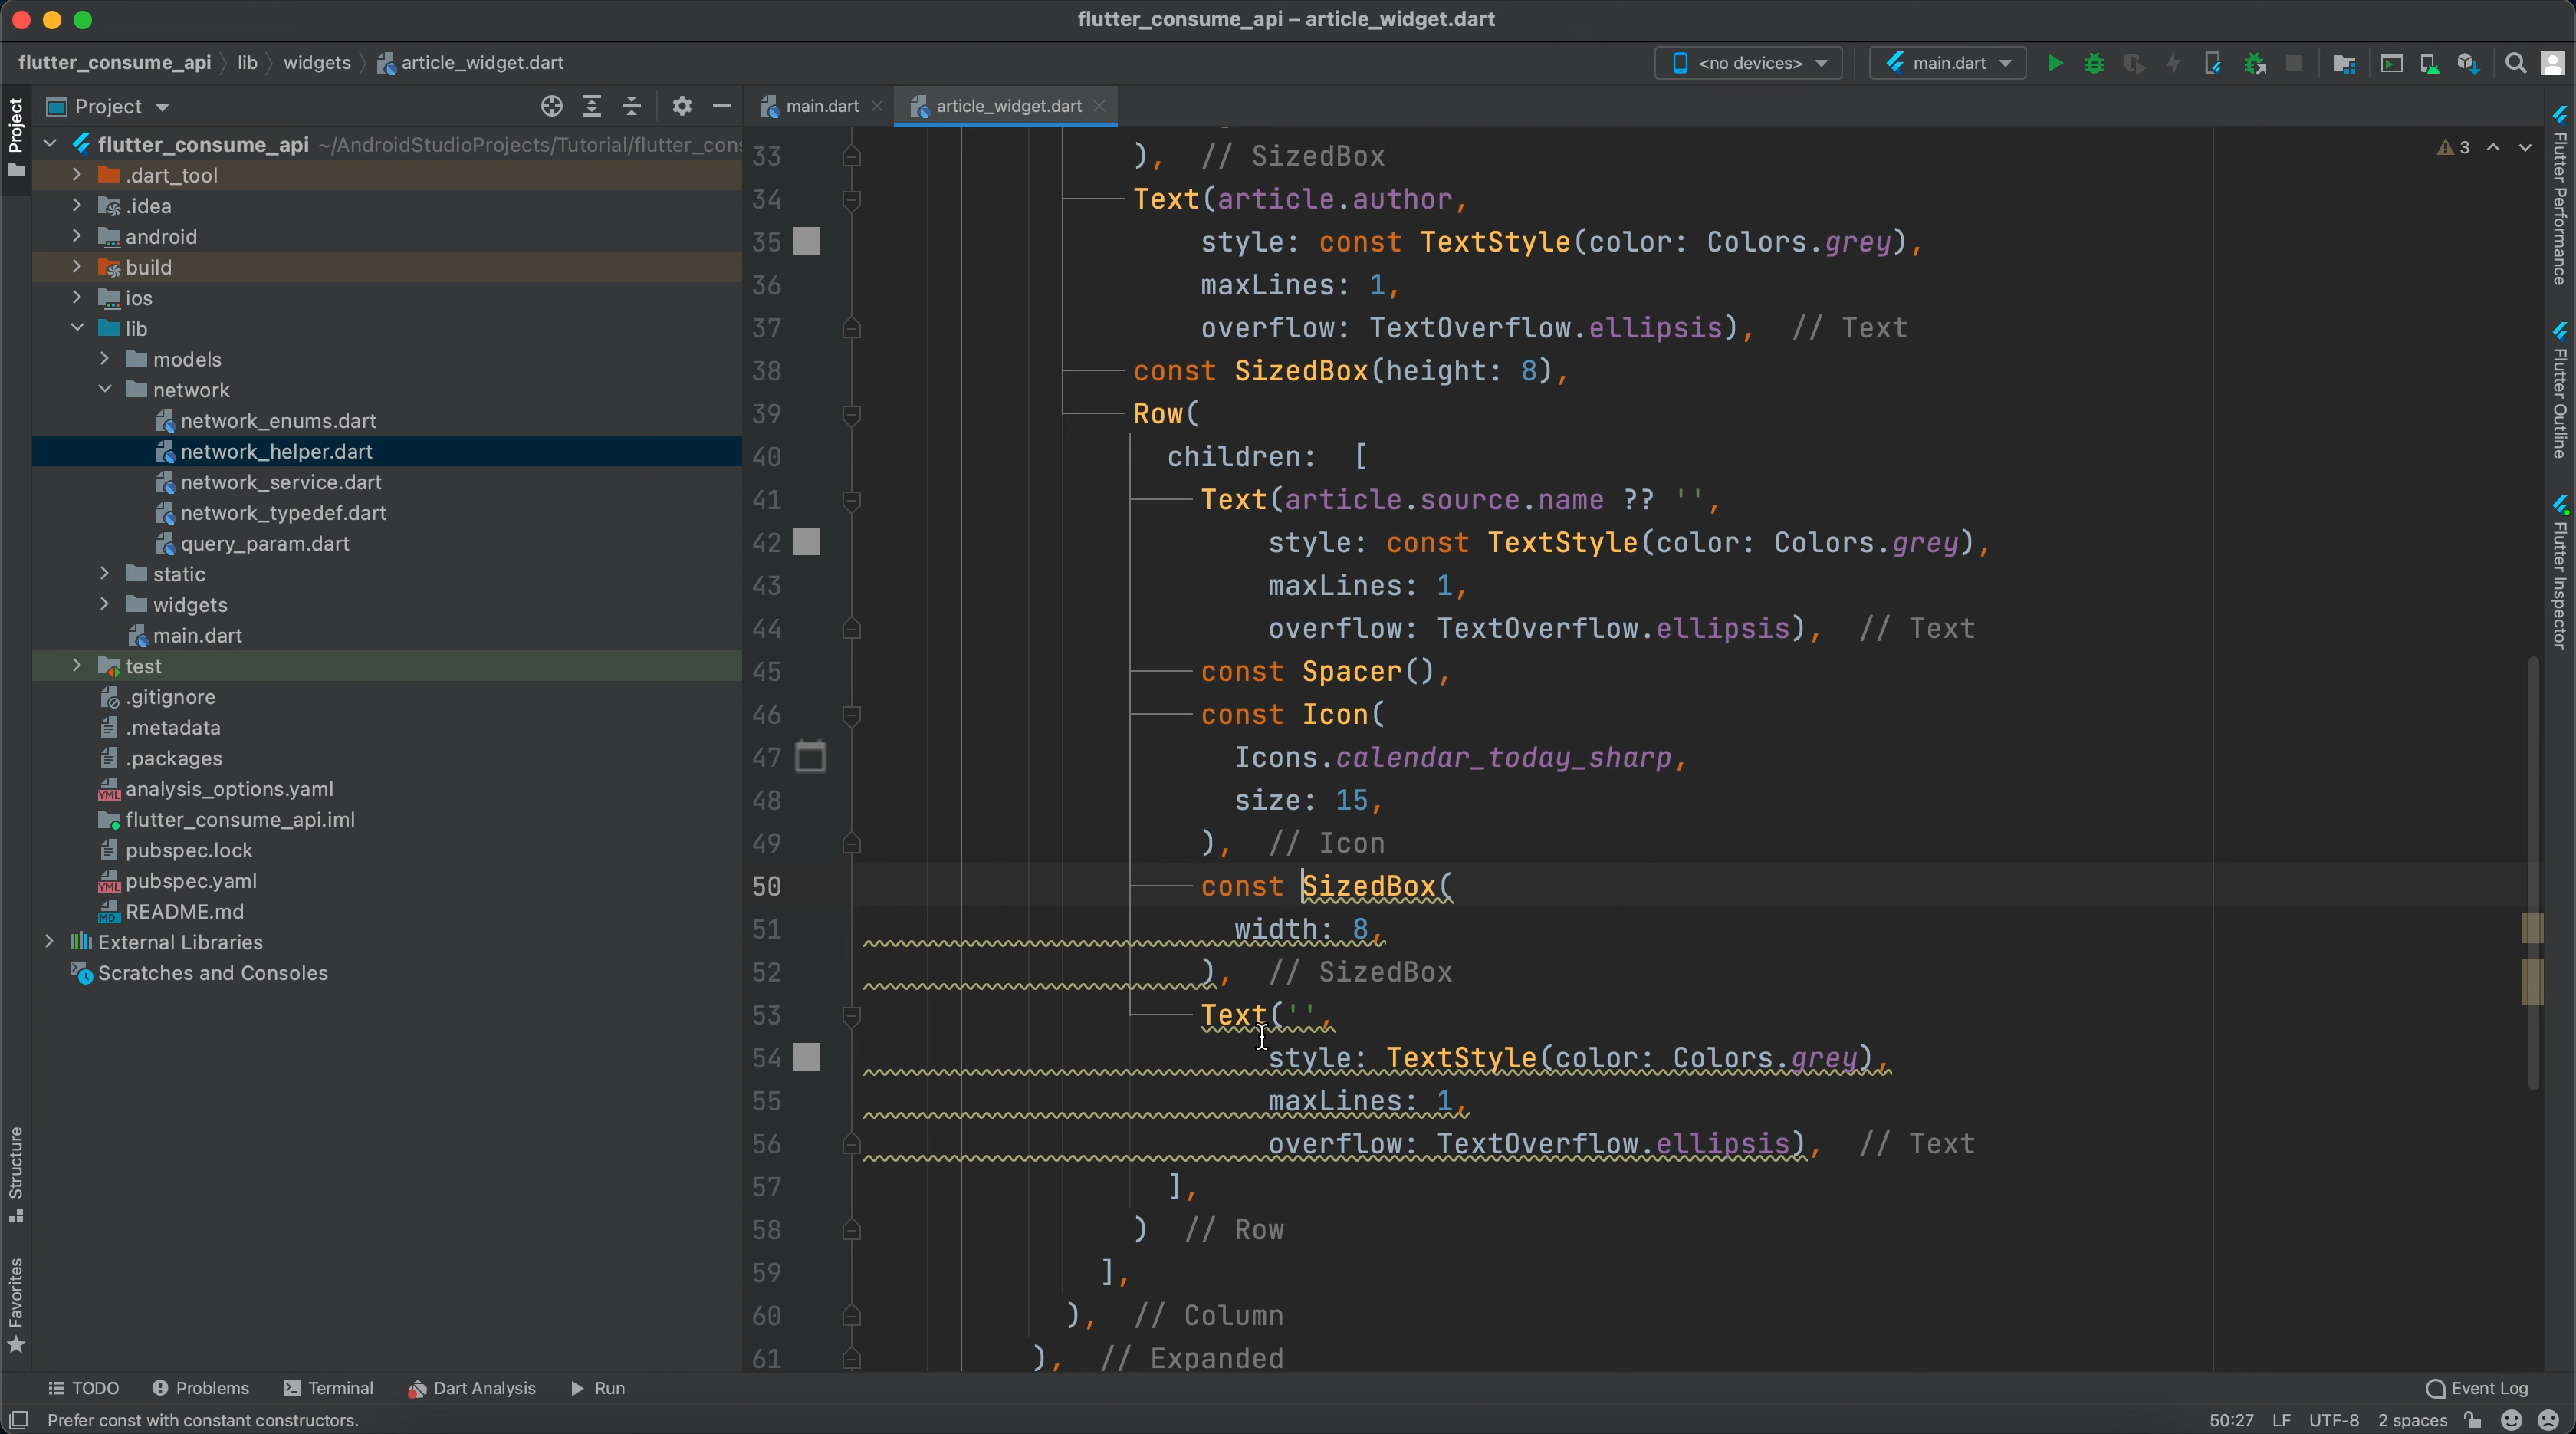 flutter_consume_api – article_widget.dart
flutter_consume_api lib widgets article_widget.dart
<no devices>
main.dart
Project
Project
main.dart
article_widget.dart
flutter_consume_api ~/AndroidStudioProjects/Tutorial/flutter_con
.dart_tool
.idea
android
build
ios
lib
models
network
network_enums.dart
network_helper.dart
network_service.dart
network_typedef.dart
query_param.dart
static
widgets
main.dart
test
.gitignore
.metadata
.packages
analysis_options.yaml
flutter_consume_api.iml
pubspec.lock
pubspec.yaml
README.md
External Libraries
Scratches and Consoles
Structure
Favorites
3
33 ), // SizedBox
34 Text(article.author,
35 style: const TextStyle(color: Colors.grey),
36 maxLines: 1,
37 overflow: TextOverflow.ellipsis), // Text
38 const SizedBox(height: 8),
39 Row(
40 children: [
41 Text(article.source.name ?? '',
42 style: const TextStyle(color: Colors.grey),
43 maxLines: 1,
44 overflow: TextOverflow.ellipsis), // Text
45 const Spacer(),
46 const Icon(
47 Icons.calendar_today_sharp,
48 size: 15,
49 ), // Icon
50 const SizedBox(
51 width: 8,
52 ), // SizedBox
53 Text('',
54 style: TextStyle(color: Colors.grey),
55 maxLines: 1,
56 overflow: TextOverflow.ellipsis), // Text
57 ],
58 ) // Row
59 ],
60 ), // Column
61 ), // Expanded
Flutter Performance
Flutter Outline
Flutter Inspector
TODO
Problems
Terminal
Dart Analysis
Run
Event Log
Prefer const with constant constructors.
50:27 LF UTF-8 2 spaces